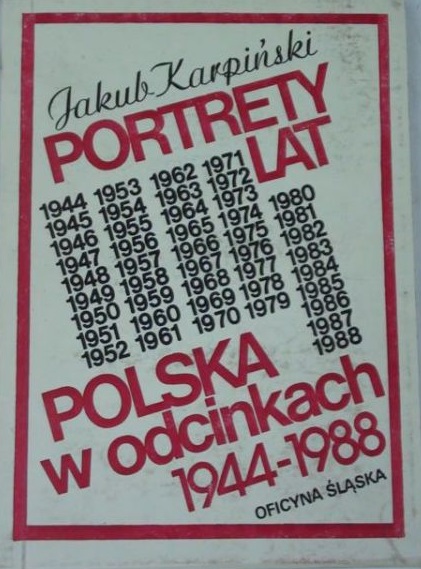 Jakub Karpiński
PORTRETY
LAT
1944 1953 1962 1971
1945 1954 1963 1972
1946 1955 1964 1973 1980
1947 1956 1965 1974 1981
1948 1957 1966 1975 1982
1949 1958 1967 1976 1983
1950 1959 1968 1977 1984
1951 1960 1969 1978 1985
1952 1961 1970 1979 1986
1987
1988
POLSKA
w odcinkach
1944-1988
OFICYNA ŚLĄSKA